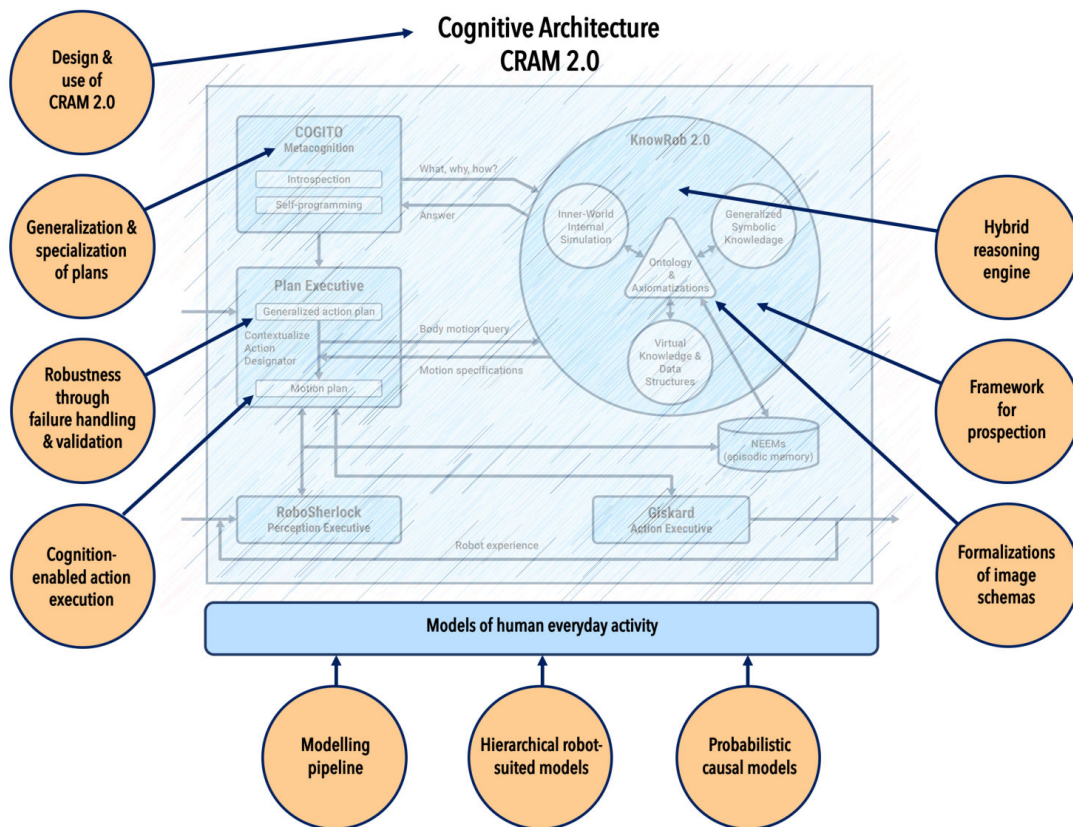 Cognitive Architecture
CRAM 2.0
Design &
use of
CRAM 2.0
Generalization &
specialization
of plans
Robustness
through
failure handling
& validation
Cognition-
enabled action
execution
COGITO
Metacognition
Introspection
Self-programming
What, why, how?
Answer
Plan Executive
Generalized action plan
Contextualize
Action
Designator
Motion plan
Body motion query
Motion specifications
KnowRob 2.0
Inner-World
Internal
Simulation
Generalized
Symbolic
Knowledage
Ontology
& Axiomatizations
Virtual
Knowledge &
Data
Structures
NEEMs
(episodic memory)
RoboSherlock
Perception Executive
Giskard
Action Executive
Robot experience
Hybrid
reasoning
engine
Framework
for
prospection
Formalizations
of image
schemas
Models of human everyday activity
Modelling
pipeline
Hierarchical robot-
suited models
Probabilistic
causal models